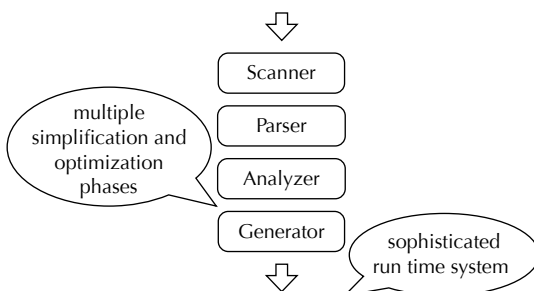 Scanner
multiple
simplification and
optimization
phases
Parser
Analyzer
Generator
sophisticated
run time system